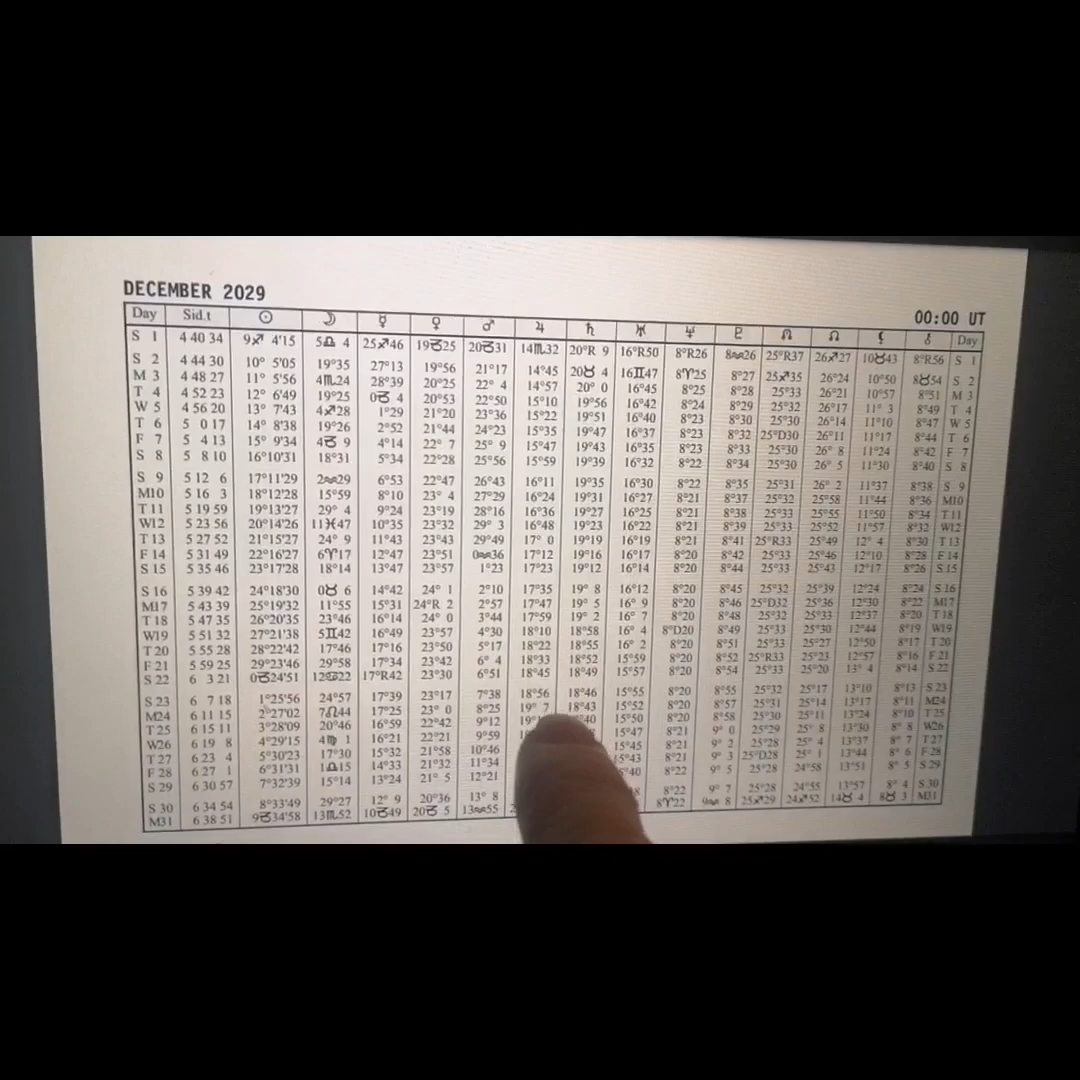 DECEMBER 2029
00:00 UT
Day Sid.t ☉ ☽ ☿ ♀ ♂ ♃ ♄ ♅ ♆ ♇ ☊ ☊ ⚸ ⚷ Day
S 1 4 40 34 9♐ 4'15 5♎ 4 25♐46 19♑25 20♑31 14♏32 20°R 9 16°R50 8°R26 8♒26 25°R37 26♐27 10♉43 8°R56 S 1
S 2 4 44 30 10° 5'05 19°35 27°13 19°56 21°17 14°45 20♉ 4 16♊47 8♈25 8°27 25♐35 26°24 10°50 8♉54 S 2
M 3 4 48 27 11° 5'56 4♏24 28°39 20°25 22° 4 14°57 20° 0 16°45 8°25 8°28 25°33 26°21 10°57 8°51 M 3
T 4 4 52 23 12° 6'49 19°25 0♑ 4 20°53 22°50 15°10 19°56 16°42 8°24 8°29 25°32 26°17 11° 3 8°49 T 4
W 5 4 56 20 13° 7'43 4♐28 1°29 21°20 23°36 15°22 19°51 16°40 8°23 8°30 25°30 26°14 11°10 8°47 W 5
T 6 5 0 17 14° 8'38 19°26 2°52 21°44 24°23 15°35 19°47 16°37 8°23 8°32 25°D30 26°11 11°17 8°44 T 6
F 7 5 4 13 15° 9'34 4♑ 9 4°14 22° 7 25° 9 15°47 19°43 16°35 8°23 8°33 25°30 26° 8 11°24 8°42 F 7
S 8 5 8 10 16°10'31 18°31 5°34 22°28 25°56 15°59 19°39 16°32 8°22 8°34 25°30 26° 5 11°30 8°40 S 8
S 9 5 12 6 17°11'29 2♒29 6°53 22°47 26°43 16°11 19°35 16°30 8°22 8°35 25°31 26° 2 11°37 8°38 S 9
M10 5 16 3 18°12'28 15°59 8°10 23° 4 27°29 16°24 19°31 16°27 8°21 8°37 25°32 25°58 11°44 8°36 M10
T11 5 19 59 19°13'27 29° 4 9°24 23°19 28°16 16°36 19°27 16°25 8°21 8°38 25°33 25°55 11°50 8°34 T11
W12 5 23 56 20°14'26 11♓47 10°35 23°32 29° 3 16°48 19°23 16°22 8°21 8°39 25°33 25°52 11°57 8°32 W12
T13 5 27 52 21°15'27 24° 9 11°43 23°43 29°49 17° 0 19°19 16°19 8°21 8°41 25°R33 25°49 12° 4 8°30 T13
F 14 5 31 49 22°16'27 6♈17 12°47 23°51 0♒36 17°12 19°16 16°17 8°20 8°42 25°33 25°46 12°10 8°28 F 14
S 15 5 35 46 23°17'28 18°14 13°47 23°57 1°23 17°23 19°12 16°14 8°20 8°44 25°33 25°43 12°17 8°26 S 15
S 16 5 39 42 24°18'30 0♉ 6 14°42 24° 1 2°10 17°35 19° 8 16°12 8°20 8°45 25°32 25°39 12°24 8°24 S 16
M17 5 43 39 25°19'32 11°55 15°31 24°R 2 2°57 17°47 19° 5 16° 9 8°20 8°46 25°D32 25°36 12°30 8°22 M17
T 18 5 47 35 26°20'35 23°46 16°14 24° 0 3°44 17°59 19° 2 16° 7 8°20 8°48 25°32 25°33 12°37 8°20 T 18
W19 5 51 32 27°21'38 5♊42 16°49 23°57 4°30 18°10 18°58 16° 4 8°D20 8°49 25°33 25°30 12°44 8°19 W19
T 20 5 55 28 28°22'42 17°46 17°16 23°50 5°17 18°22 18°55 16° 2 8°20 8°51 25°33 25°27 12°50 8°17 T 20
F 21 5 59 25 29°23'46 29°58 17°34 23°42 6° 4 18°33 18°52 15°59 8°20 8°52 25°R33 25°23 12°57 8°16 F 21
S 22 6 3 21 0♑24'51 12♋22 17°R42 23°30 6°51 18°45 18°49 15°57 8°20 8°54 25°33 25°20 13° 4 8°14 S 22
S 23 6 7 18 1°25'56 24°57 17°39 23°17 7°38 18°56 18°46 15°55 8°20 8°55 25°32 25°17 13°10 8°13 S 23
M24 6 11 15 2°27'02 7♌44 17°25 23° 0 8°25 19° 7 18°43 15°52 8°20 8°57 25°31 25°14 13°17 8°11 M24
T25 6 15 11 3°28'09 20°46 16°59 22°42 9°12 15°50 8°20 8°58 25°30 25°11 13°24 8°10 T 25
W26 6 19 8 4°29'15 4♍ 1 16°21 22°21 9°59 15°47 8°21 9° 0 25°29 25° 8 13°30 W26
T27 6 23 4 5°30'23 17°30 15°32 21°58 10°46 15°45 8°21 9° 2 25°28 25° 4 13°37 8° 7 T 27
F 28 6 27 1 6°31'31 1♎15 14°33 21°32 11°34 15°43 8°21 9° 3 25°D28 25° 1 13°44 8° 6 F 28
S 29 6 30 57 7°32'39 15°14 13°24 21° 5 12°21 8°22 9° 5 25°28 24°58 13°51 8° 5 S 29
S 30 6 34 54 8°33'49 29°27 12° 9 20°36 13° 8 8°22 9° 7 25°28 24°55 13°57 8° 4 S 30
M31 6 38 51 9♑34'58 13♏52 10♑49 20♑ 5 13♒55 8♈22 9♒ 8 25♐29 24♐52 14♉ 4 8♉ 3 M31